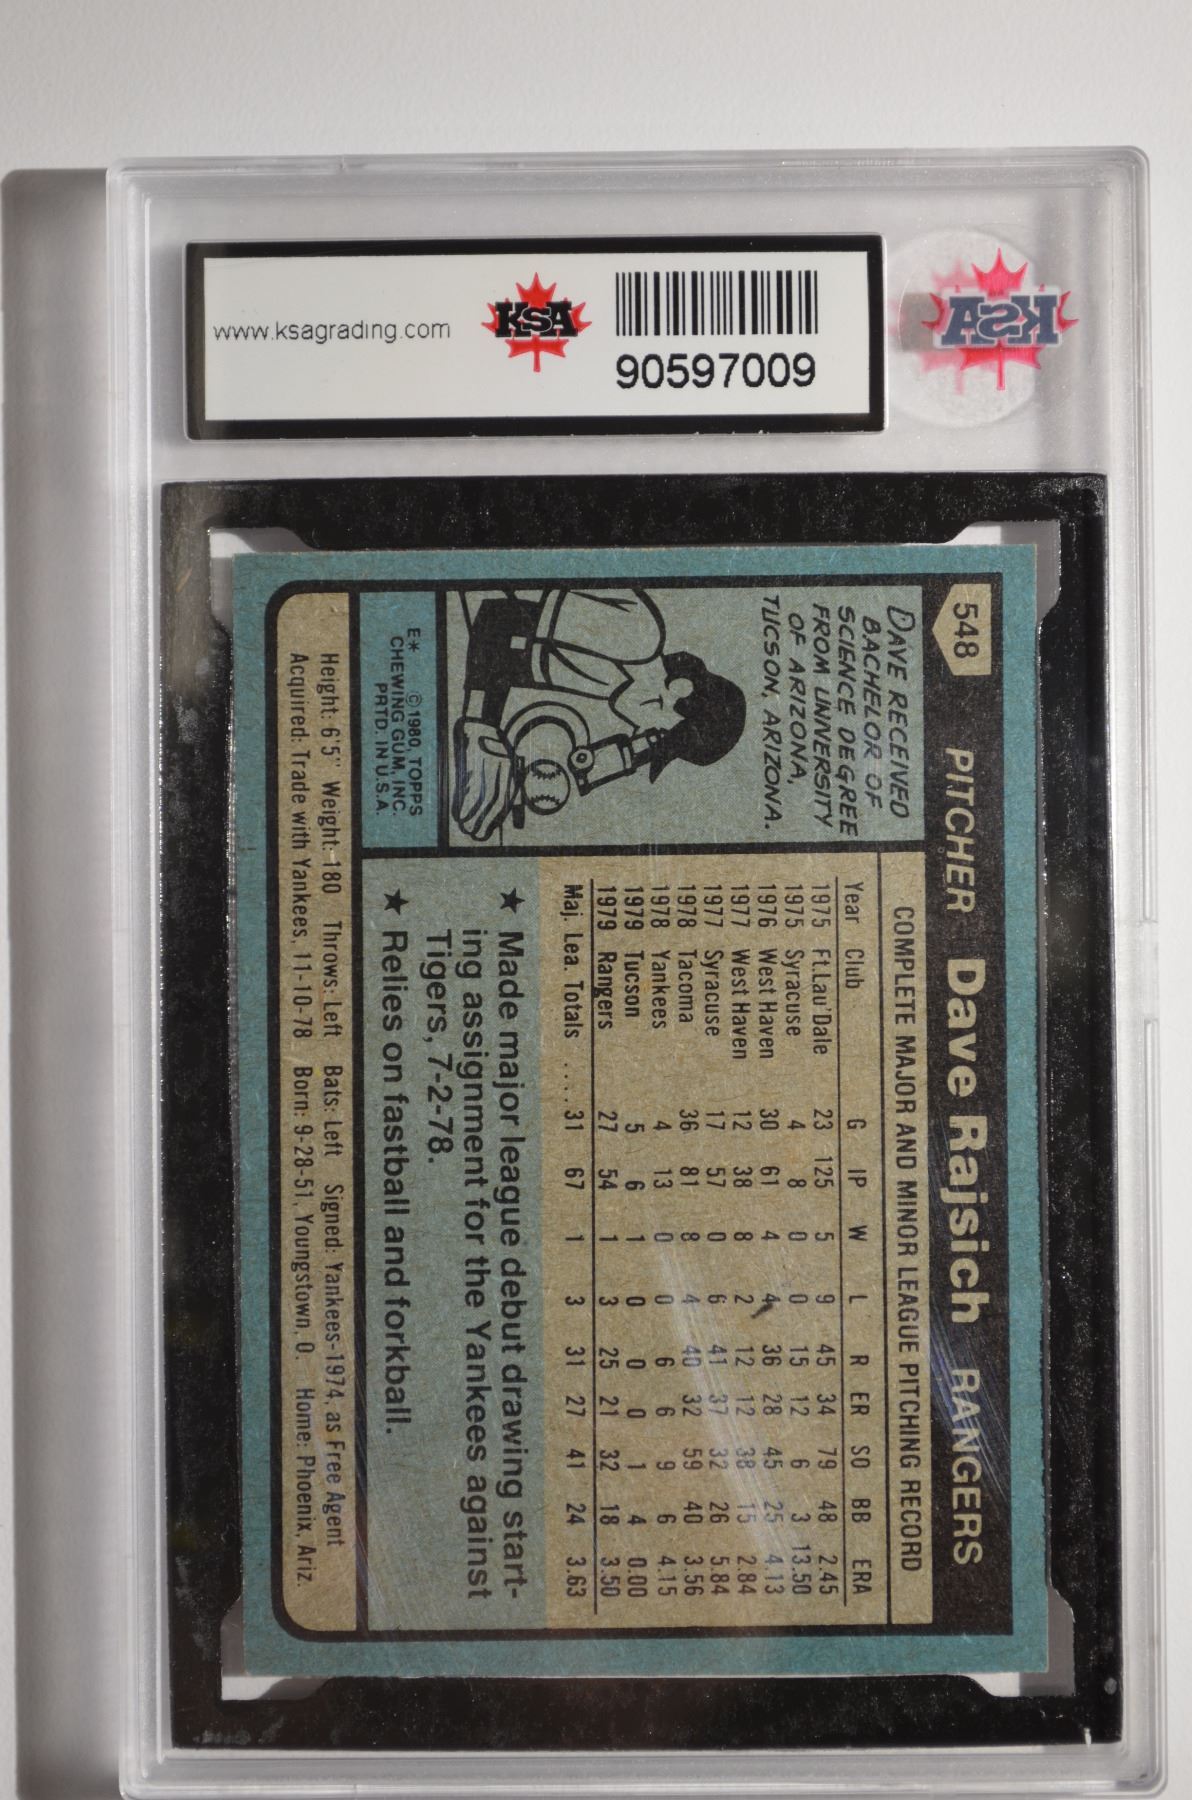 www.ksagrading.com
KSA
90597009
KSA
548
PITCHER Dave Rajsich RANGERS
COMPLETE MAJOR AND MINOR LEAGUE PITCHING RECORD
DAVE RECEIVED
BACHELOR OF
SCIENCE DEGREE
FROM UNIVERSITY
OF ARIZONA,
TUCSON, ARIZONA.
E* ©1980, TOPPS
CHEWING GUM, INC.
PRTD. IN U.S.A.
Year Club G IP W L R ER SO BB ERA
1975 Ft.Lau'Dale 23 125 5 9 45 34 79 48 2.45
1975 Syracuse 4 8 0 0 15 12 6 3 13.50
1976 West Haven 30 61 4 4 36 28 45 25 4.13
1977 West Haven 12 38 8 2 12 12 38 15 2.84
1977 Syracuse 17 57 0 6 41 37 32 26 5.84
1978 Tacoma 36 81 8 4 40 32 59 40 3.56
1978 Yankees 4 13 0 0 6 6 9 6 4.15
1979 Tucson 5 6 1 0 0 0 1 4 0.00
1979 Rangers 27 54 1 3 25 21 32 18 3.50
Maj. Lea. Totals .... 31 67 1 3 31 27 41 24 3.63
★ Made major league debut drawing start-
ing assignment for the Yankees against
Tigers, 7-2-78.
★ Relies on fastball and forkball.
Height: 6'5" Weight: 180 Throws: Left Bats: Left Signed: Yankees-1974, as Free Agent
Acquired: Trade with Yankees, 11-10-78 Born: 9-28-51, Youngstown, O. Home: Phoenix, Ariz.